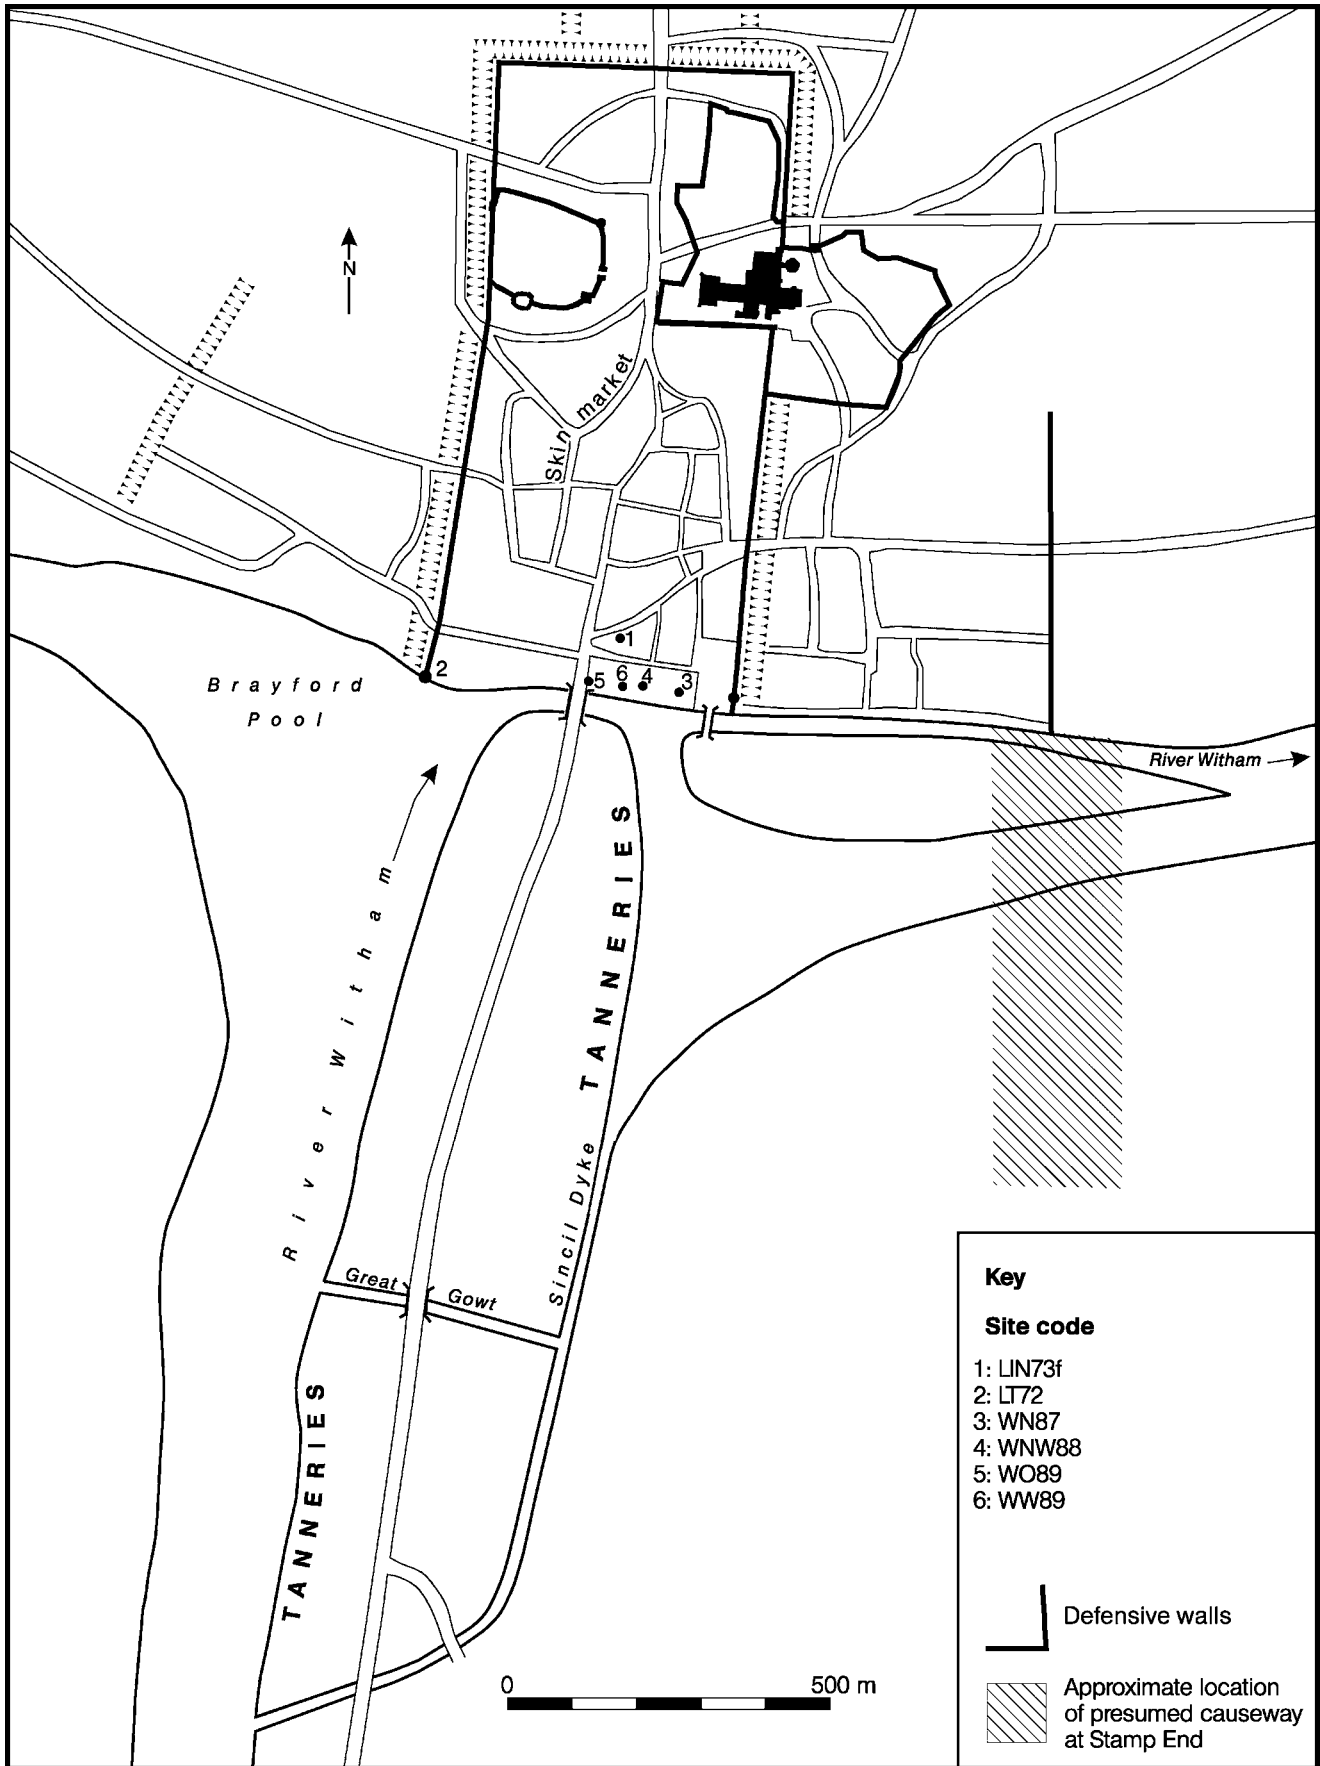 N
Skin market
1
2
5
6
4
3
Brayford
Pool
River Witham
River Witham
TANNERIES
Sincil Dyke
Great
Gowt
TANNERIES
0
500 m
Key
Site code
1: LIN73f
2: LT72
3: WN87
4: WNW88
5: WO89
6: WW89
Defensive walls
Approximate location
of presumed causeway
at Stamp End